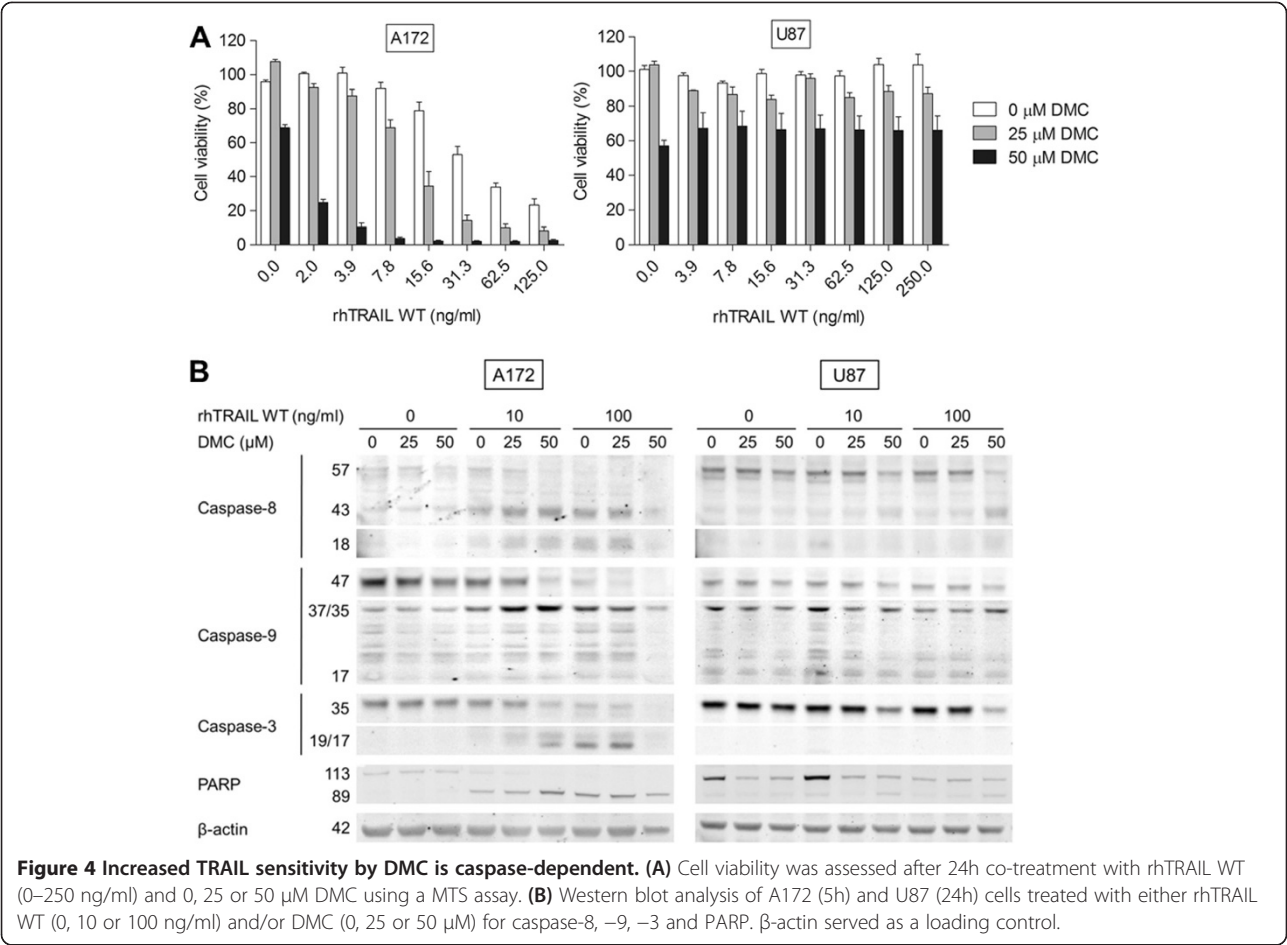 A
A172
Cell viability (%)
120
100
80
60
40
20
0
0.0 2.0 3.9 7.8 15.6 31.3 62.5 125.0
rhTRAIL WT (ng/ml)
U87
Cell viability (%)
120
100
80
60
40
20
0
0.0 3.9 7.8 15.6 31.3 62.5 125.0 250.0
rhTRAIL WT (ng/ml)
0 µM DMC
25 µM DMC
50 µM DMC
B
A172 U87
rhTRAIL WT (ng/ml) 0 10 100 0 10 100
DMC (µM) 0 25 50 0 25 50 0 25 50 0 25 50 0 25 50 0 25 50
57
Caspase-8 43
18
47
37/35
Caspase-9
17
35
Caspase-3
19/17
113
PARP
89
β-actin 42
Figure 4 Increased TRAIL sensitivity by DMC is caspase-dependent. (A) Cell viability was assessed after 24h co-treatment with rhTRAIL WT
(0–250 ng/ml) and 0, 25 or 50 µM DMC using a MTS assay. (B) Western blot analysis of A172 (5h) and U87 (24h) cells treated with either rhTRAIL
WT (0, 10 or 100 ng/ml) and/or DMC (0, 25 or 50 µM) for caspase-8, −9, −3 and PARP. β-actin served as a loading control.